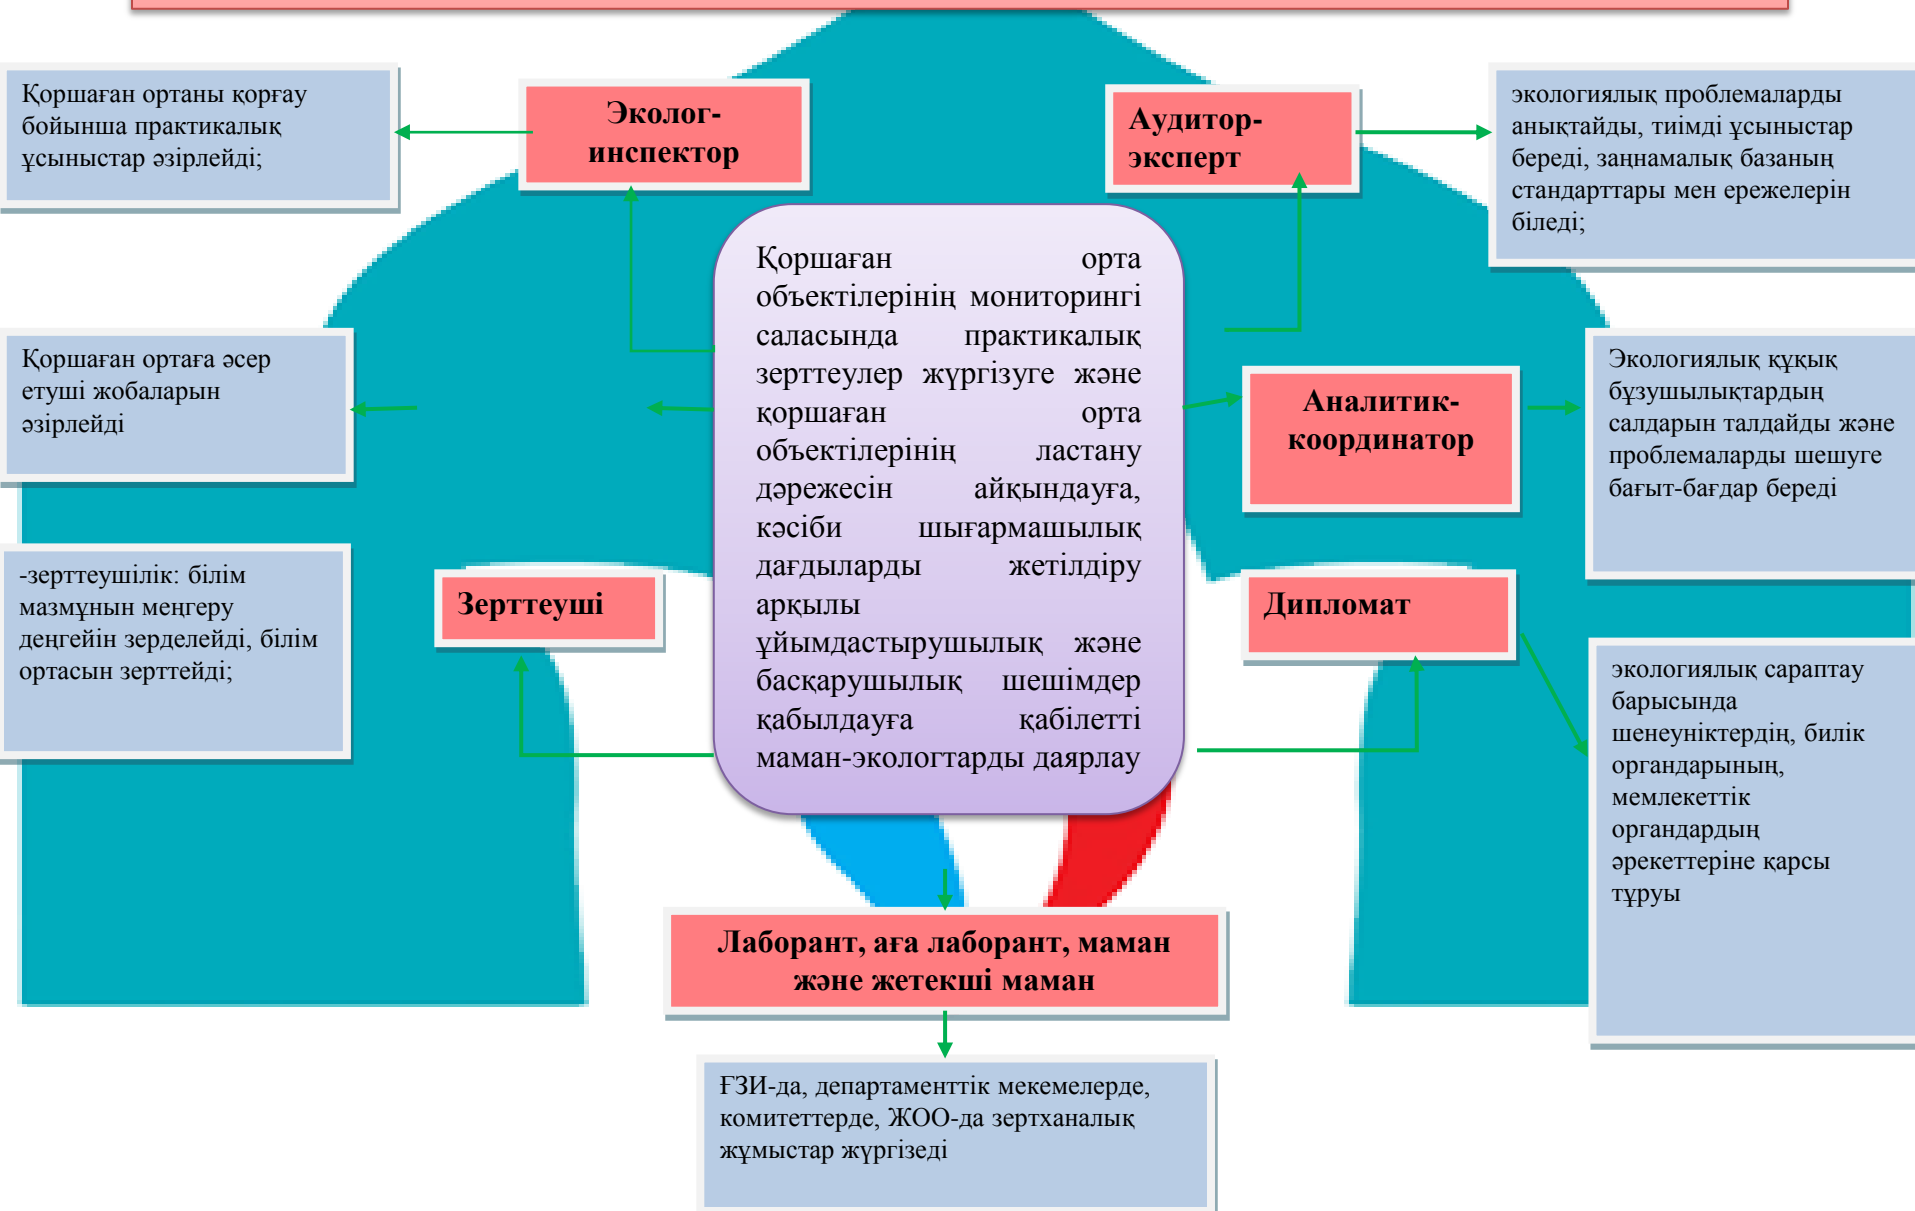 Қоршаған ортаны қорғау
бойынша практикалық
ұсыныстар әзірлейді;
Эколог-
инспектор
Аудитор-
эксперт
экологиялық проблемаларды
анықтайды, тиімді ұсыныстар
береді, заңнамалық базаның
стандарттары мен ережелерін
біледі;
Қоршаған орта
объектілерінің мониторингі
саласында практикалық
зерттеулер жүргізуге және
қоршаған орта
объектілерінің ластану
дәрежесін айқындауға,
кәсіби шығармашылық
дағдыларды жетілдіру
арқылы
ұйымдастырушылық және
басқарушылық шешімдер
қабылдауға қабілетті
маман-экологтарды даярлау
Қоршаған ортаға әсер
етуші жобаларын
әзірлейді
Аналитик-
координатор
Экологиялық құқық
бұзушылықтардың
салдарын талдайды және
проблемаларды шешуге
бағыт-бағдар береді
-зерттеушілік: білім
мазмұнын меңгеру
деңгейін зерделейді, білім
ортасын зерттейді;
Зерттеуші
Дипломат
экологиялық сараптау
барысында
шенеуніктердің, билік
органдарының,
мемлекеттік
органдардың
әрекеттеріне қарсы
тұруы
Лаборант, аға лаборант, маман
және жетекші маман
ҒЗИ-да, департаменттік мекемелерде,
комитеттерде, ЖОО-да зертханалық
жұмыстар жүргізеді